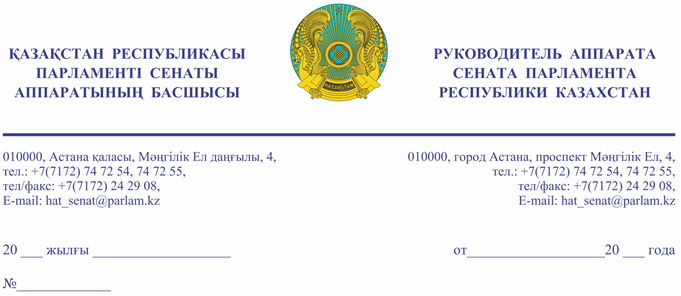 ҚАЗАҚСТАН РЕСПУБЛИКАСЫ
ПАРЛАМЕНТІ СЕНАТЫ
АППАРАТЫНЫҢ БАСШЫСЫ
QAZAQSTAN
РУКОВОДИТЕЛЬ АППАРАТА
СЕНАТА ПАРЛАМЕНТА
РЕСПУБЛИКИ КАЗАХСТАН
010000, Астана қаласы, Мәңгілік Ел даңғылы, 4,
тел.: +7(7172) 74 72 54, 74 72 55,
тел/факс: +7(7172) 24 29 08,
E-mail: hat_senat@parlam.kz
010000, город Астана, проспект Мәңгілік Ел, 4,
тел.: +7(7172) 74 72 54, 74 72 55,
тел/факс: +7(7172) 24 29 08,
E-mail: hat_senat@parlam.kz
20 ___ жылғы ___________________
от___________________20 ___ года
№_____________